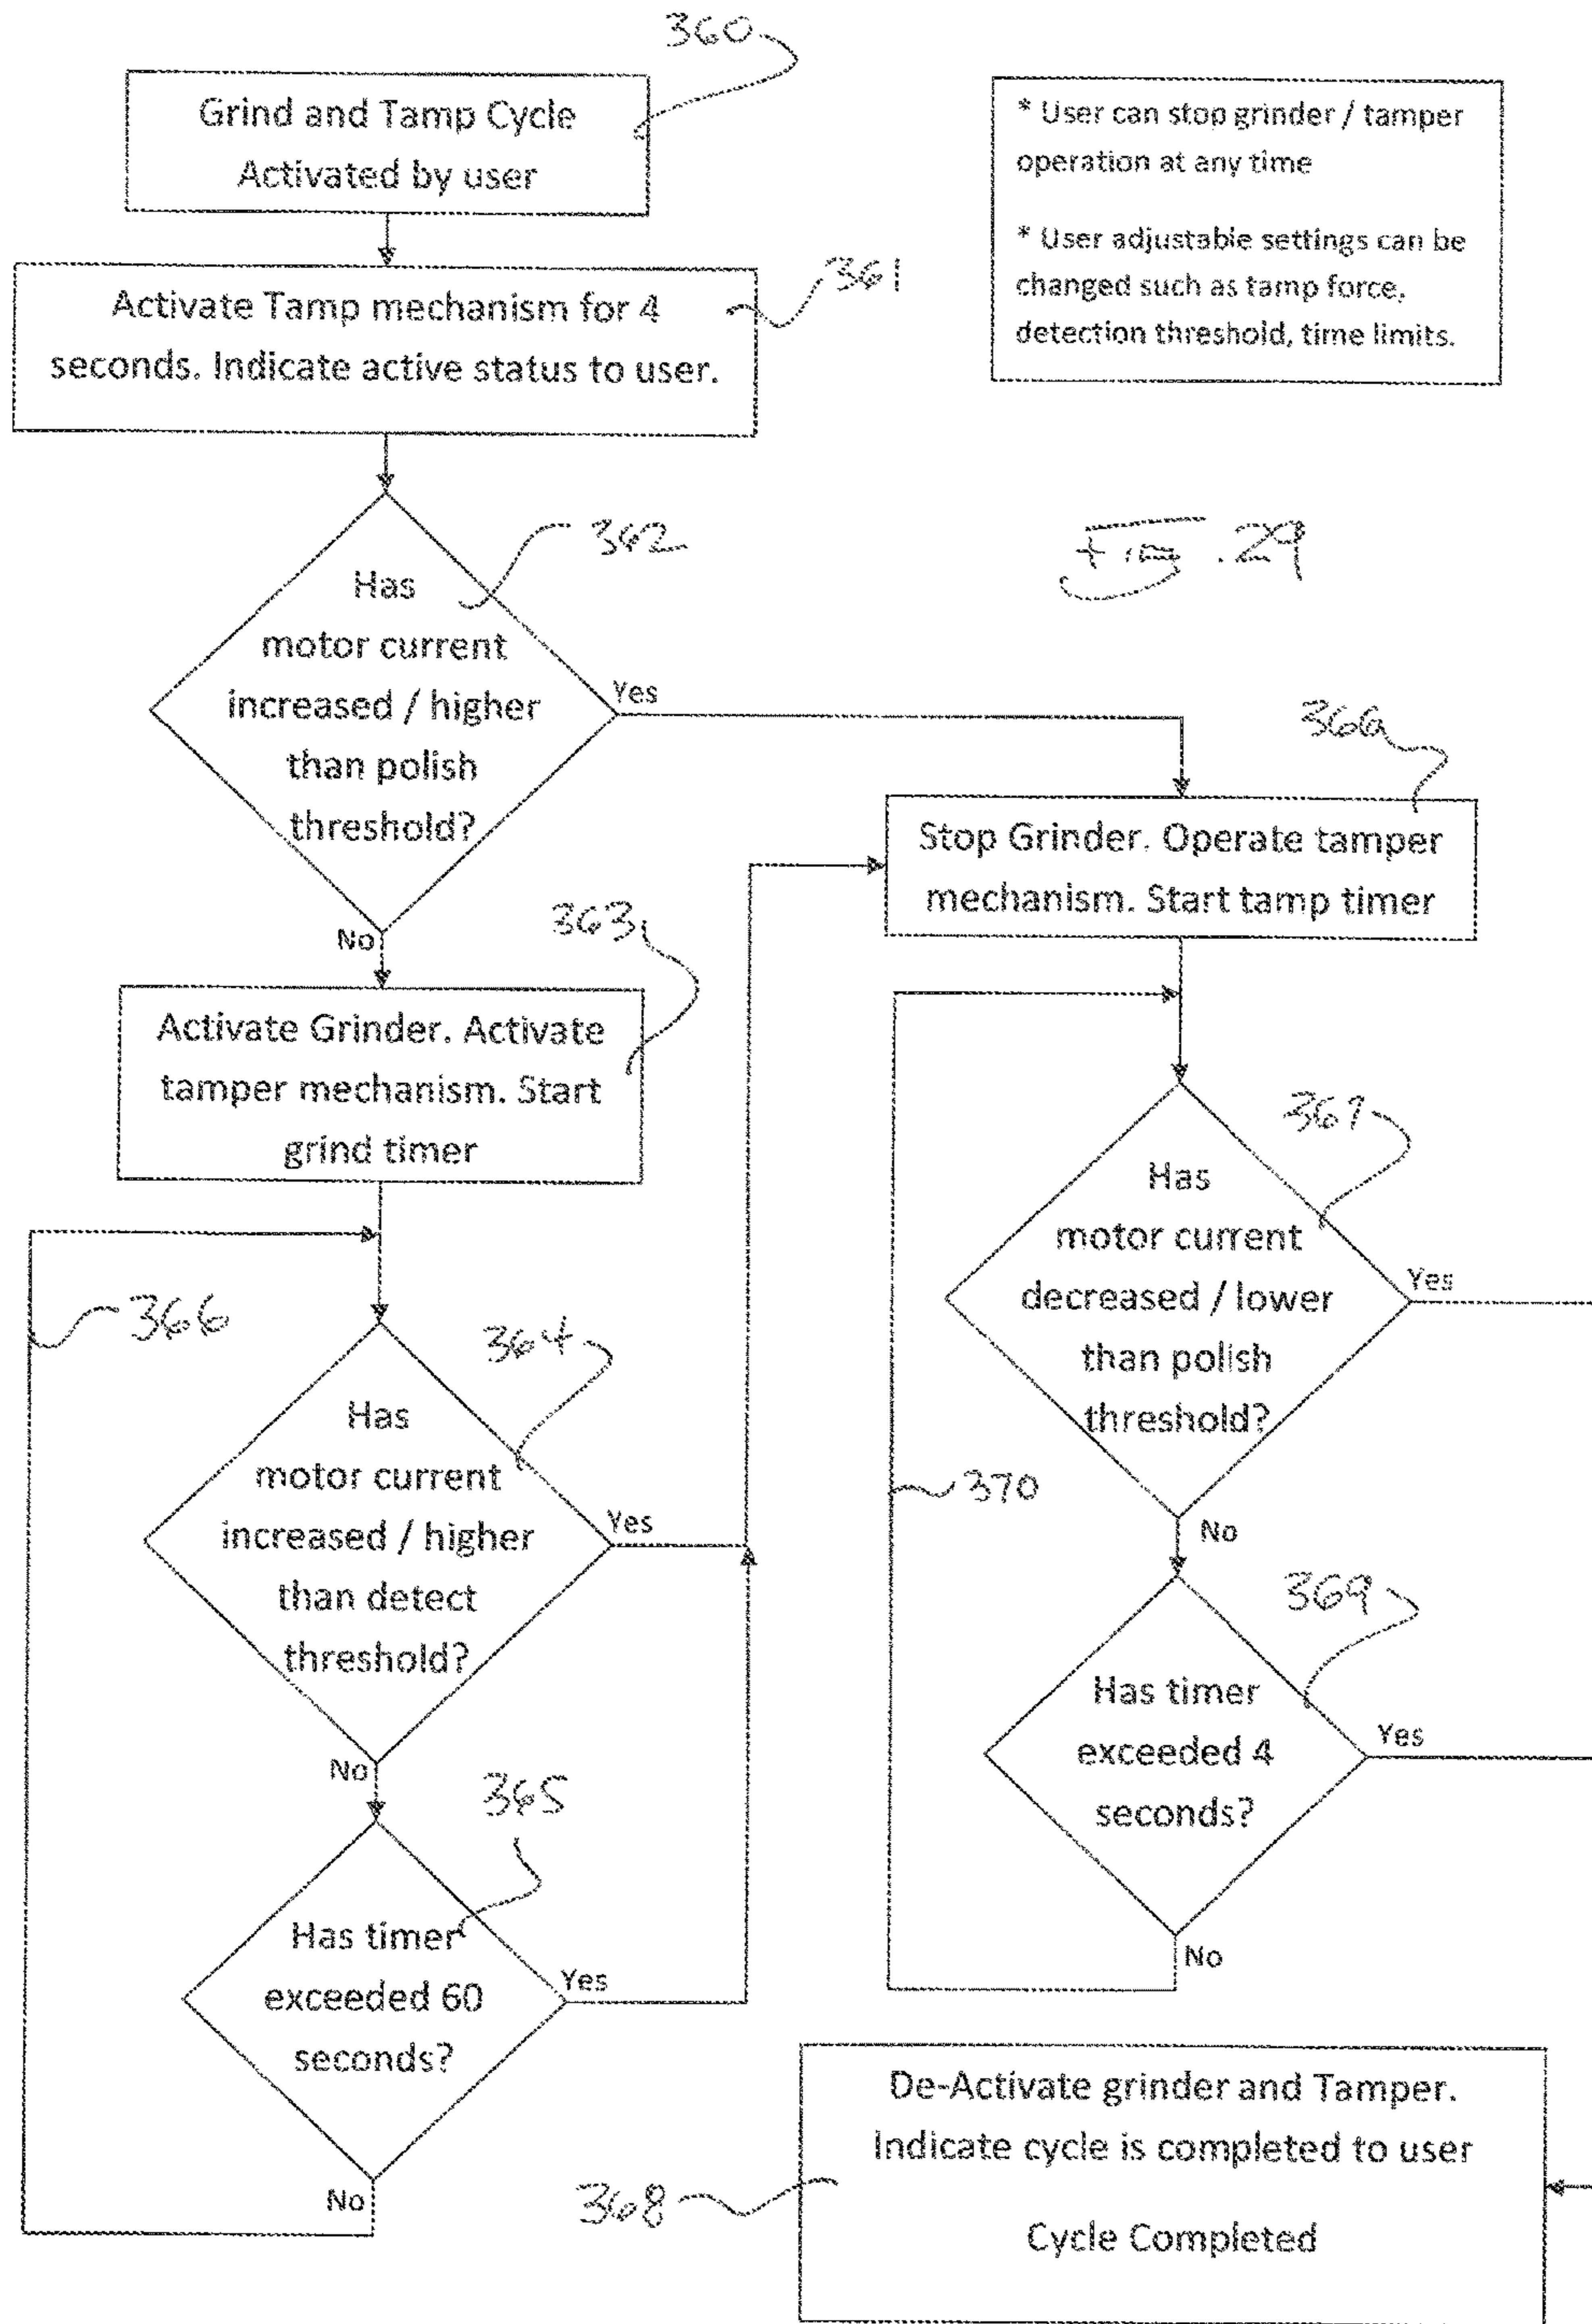 360
Grind and Tamp Cycle
Activated by user
* User can stop grinder / tamper
operation at any time
* User adjustable settings can be
changed such as tamp force,
detection threshold, time limits.
361
Activate Tamp mechanism for 4
seconds. Indicate active status to user.
362
Has
motor current
increased / higher
than polish
threshold?
Yes
No
.29
363
Activate Grinder. Activate
tamper mechanism. Start
grind timer
366
364
Has
motor current
increased / higher
than detect
threshold?
Yes
No
365
Has timer
exceeded 60
seconds?
Yes
No
366a
Stop Grinder. Operate tamper
mechanism. Start tamp timer
367
Has
motor current
decreased / lower
than polish
threshold?
Yes
No
370
369
Has timer
exceeded 4
seconds?
Yes
No
368
De-Activate grinder and Tamper.
Indicate cycle is completed to user
Cycle Completed